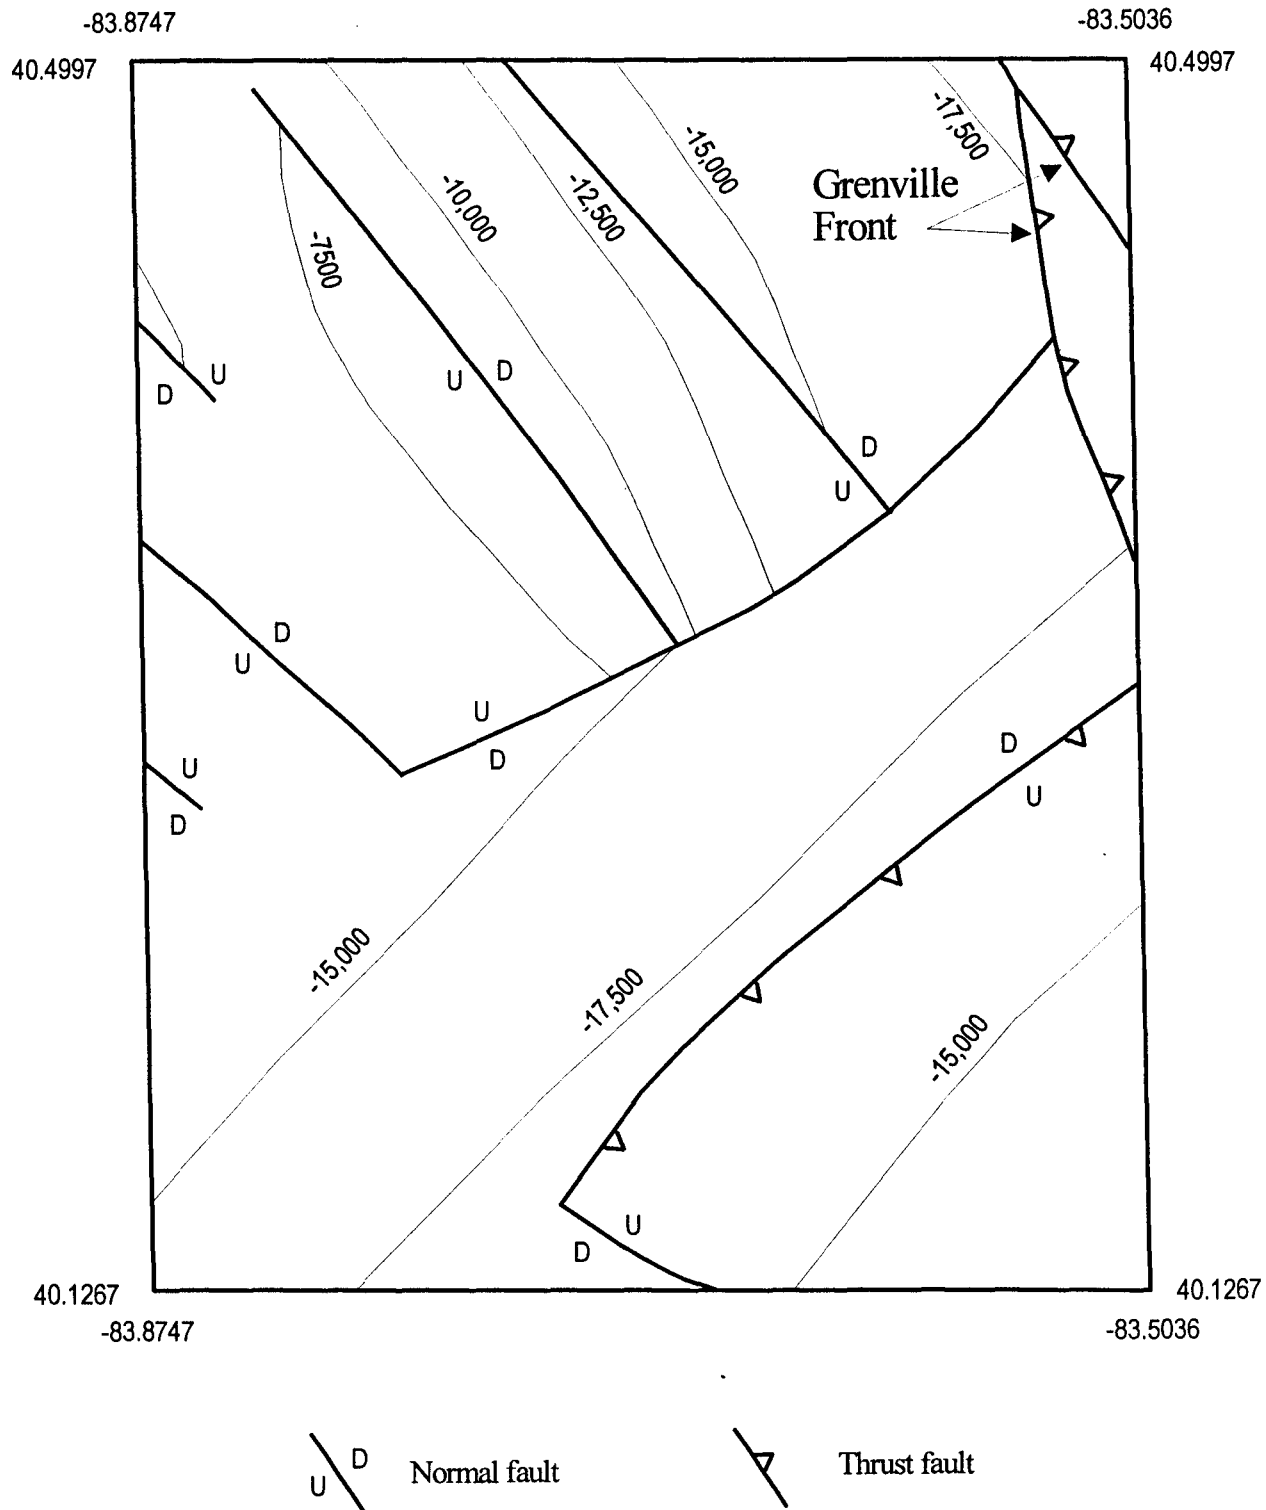 -83.8747
-83.5036
40.4997
40.4997
-17,500
-15,000
-10,000
-12,500
Grenville
Front
-7500
U
D
U
D
D
U
D
U
U
D
D
U
U
D
D
U
-15,000
-17,500
-15,000
U
D
40.1267
40.1267
-83.8747
-83.5036
D
U
Normal fault
Thrust fault